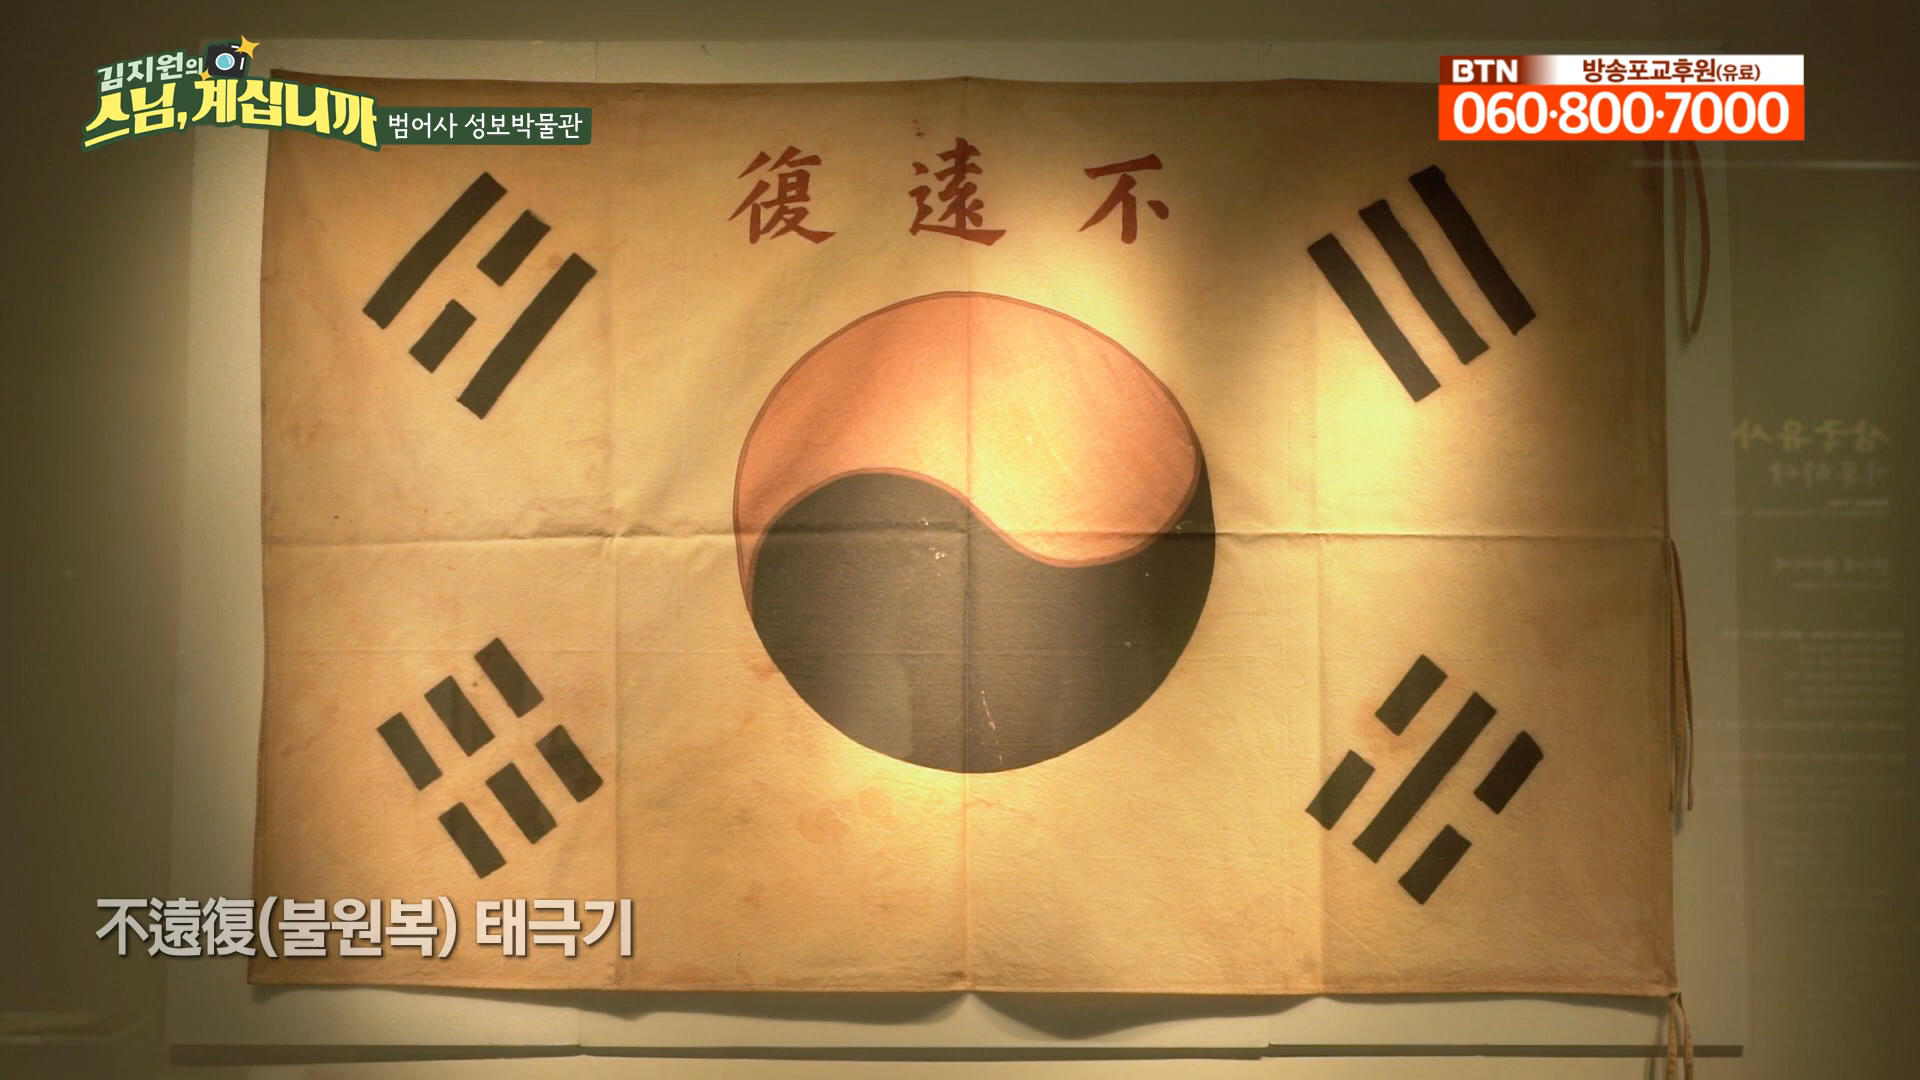 김지원의
스님, 계십니까
범어사 성보박물관
BTN 방송포교후원(유료)
060·800·7000
復 遠 不
不遠復(불원복) 태극기